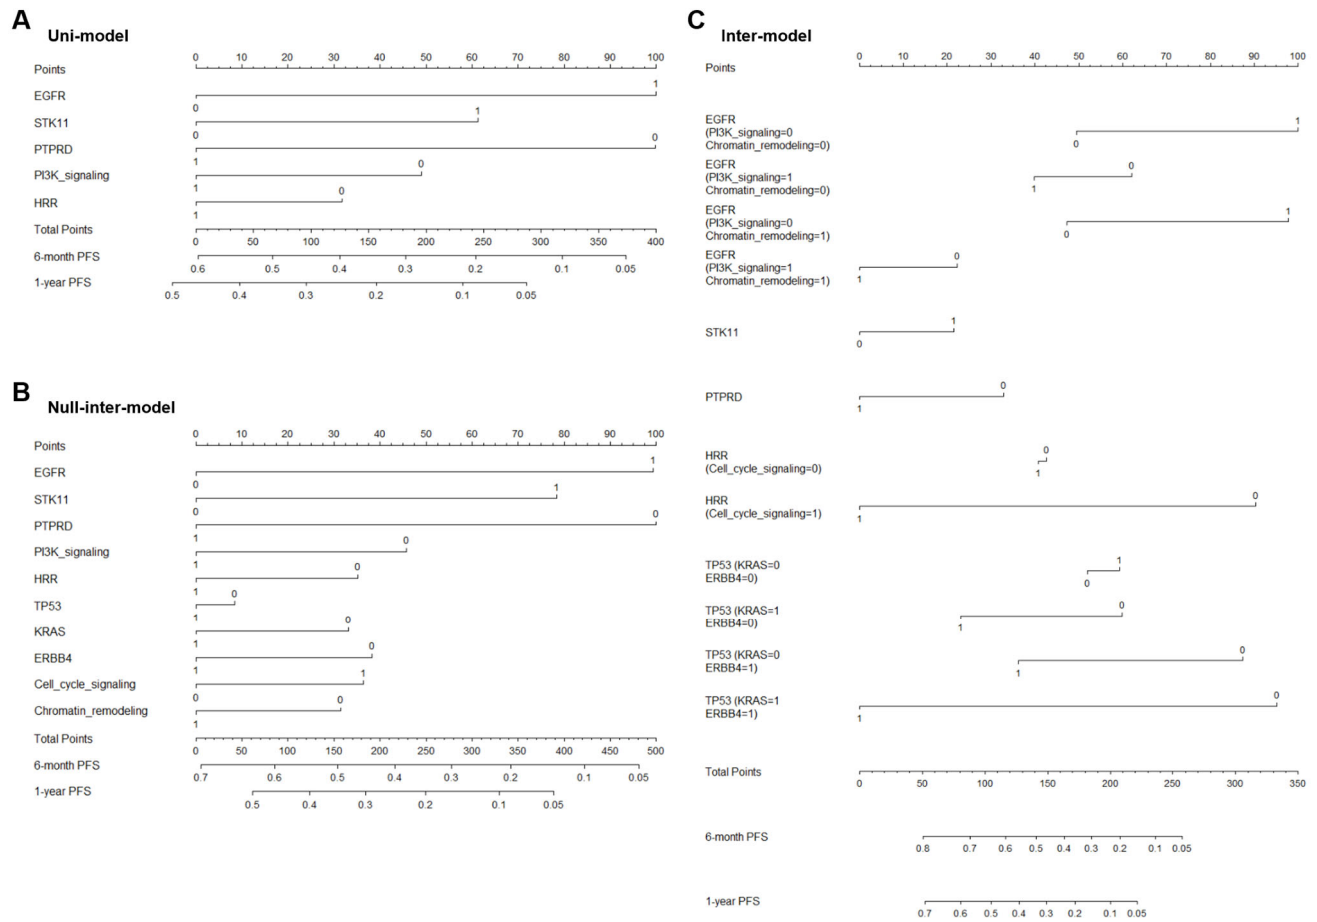 A
Uni-model
0 10 20 30 40 50 60 70 80 90 100
Points
1
EGFR
0
1
STK11
0
0
PTPRD
1
0
PI3K_signaling
1
0
HRR
1
Total Points
0 50 100 150 200 250 300 350 400
6-month PFS
0.6 0.5 0.4 0.3 0.2 0.1 0.05
1-year PFS
0.5 0.4 0.3 0.2 0.1 0.05
B
Null-inter-model
0 10 20 30 40 50 60 70 80 90 100
Points
1
EGFR
0
1
STK11
0
0
PTPRD
1
0
PI3K_signaling
1
0
HRR
1
0
TP53
1
0
KRAS
1
0
ERBB4
1
1
Cell_cycle_signaling
0
0
Chromatin_remodeling
1
Total Points
0 50 100 150 200 250 300 350 400 450 500
6-month PFS
0.7 0.6 0.5 0.4 0.3 0.2 0.1 0.05
1-year PFS
0.5 0.4 0.3 0.2 0.1 0.05
C
Inter-model
0 10 20 30 40 50 60 70 80 90 100
Points
EGFR 1
(PI3K_signaling=0
Chromatin_remodeling=0) 0
EGFR 0
(PI3K_signaling=1
Chromatin_remodeling=0) 1
EGFR 1
(PI3K_signaling=0
Chromatin_remodeling=1) 0
EGFR 0
(PI3K_signaling=1
Chromatin_remodeling=1) 1
1
STK11
0
0
PTPRD
1
HRR 0
(Cell_cycle_signaling=0) 1
HRR 0
(Cell_cycle_signaling=1) 1
TP53 (KRAS=0 1
ERBB4=0) 0
TP53 (KRAS=1 0
ERBB4=0) 1
TP53 (KRAS=0 0
ERBB4=1) 1
TP53 (KRAS=1 0
ERBB4=1) 1
Total Points
0 50 100 150 200 250 300 350
6-month PFS
0.8 0.7 0.6 0.5 0.4 0.3 0.2 0.1 0.05
1-year PFS
0.7 0.6 0.5 0.4 0.3 0.2 0.1 0.05